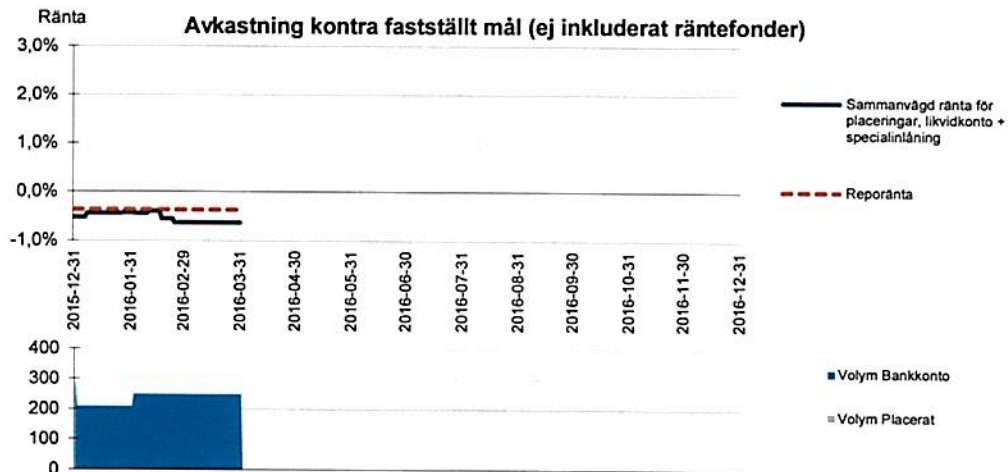 Ränta
Avkastning kontra fastställt mål (ej inkluderat räntefonder)
3,0%
2,0%
1,0%
0,0%
-1,0%
Sammanvägd ränta för
placeringar, likvidkonto +
specialinlåning
Reporänta
2015-12-31
2016-01-31
2016-02-29
2016-03-31
2016-04-30
2016-05-31
2016-06-30
2016-07-31
2016-08-31
2016-09-30
2016-10-31
2016-11-30
2016-12-31
400
300
200
100
0
Volym Bankkonto
Volym Placerat